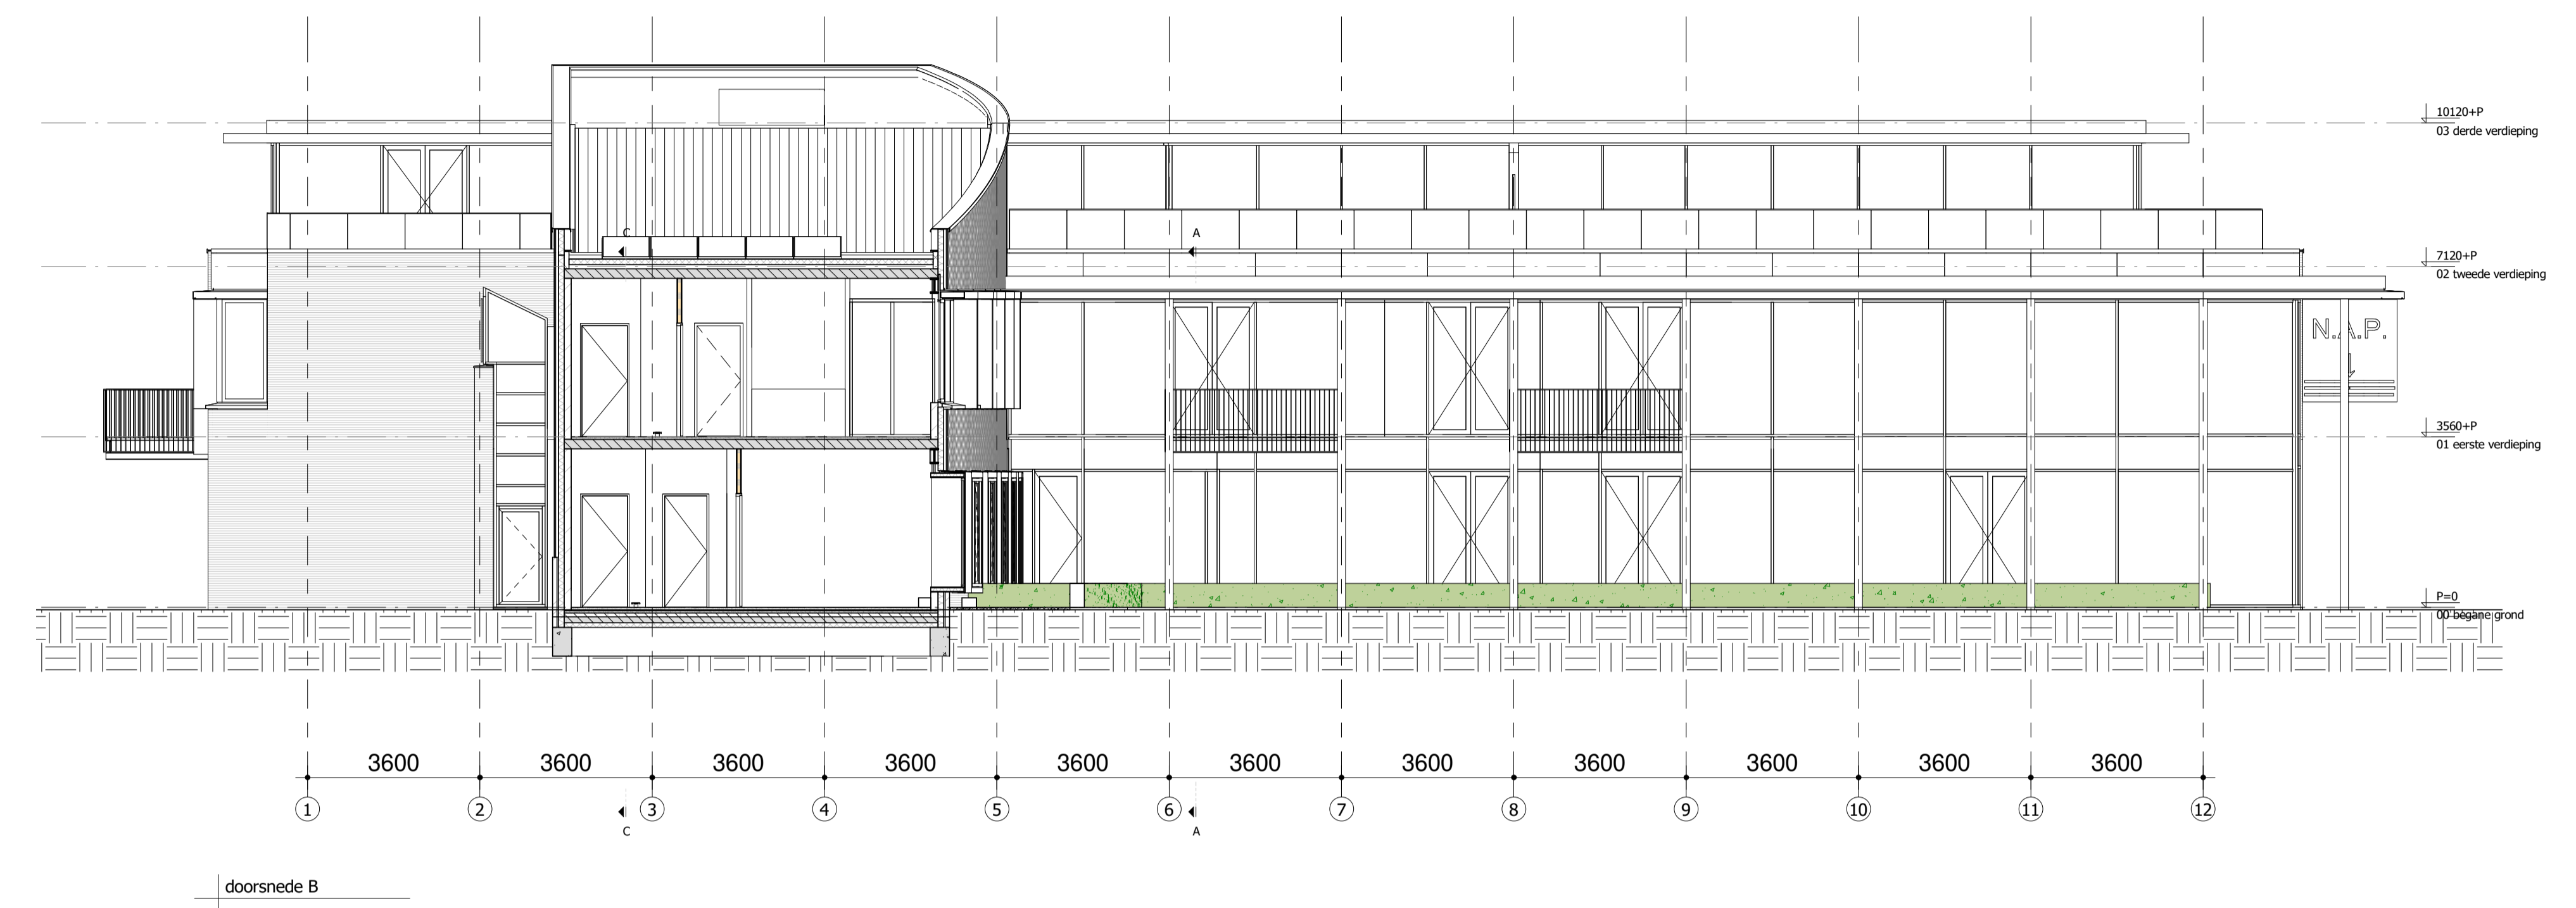 10120+P
03 derde verdieping
C
A
7120+P
02 tweede verdieping
N.A.P.
3560+P
01 eerste verdieping
P=0
00 begane grond
3600 3600 3600 3600 3600 3600 3600 3600 3600 3600 3600
1 2 3 4 5 6 7 8 9 10 11 12
C
A
doorsnede B